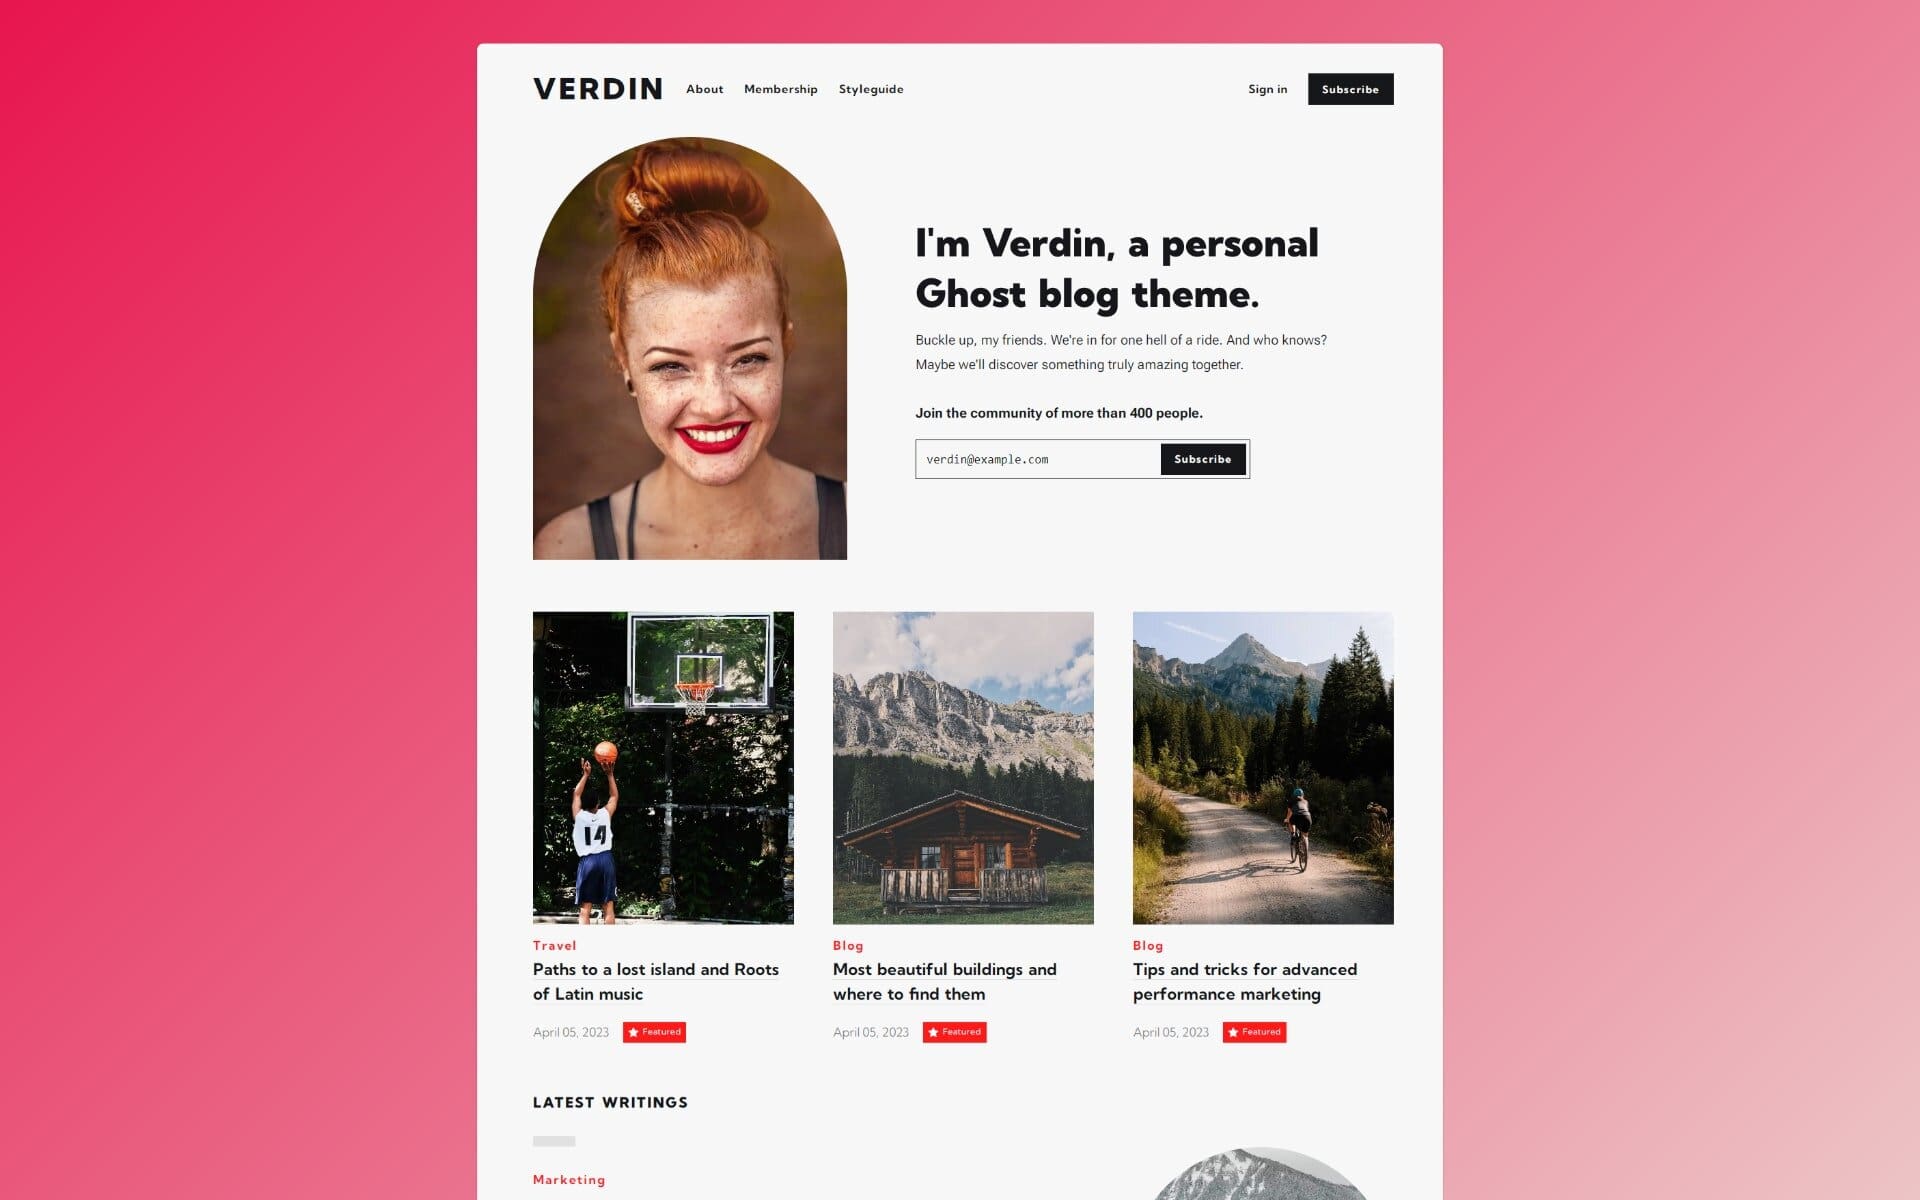 VERDIN
About Membership Styleguide
Sign in
Subscribe
I'm Verdin, a personal
Ghost blog theme.
Buckle up, my friends. We're in for one hell of a ride. And who knows?
Maybe we'll discover something truly amazing together.
Join the community of more than 400 people.
verdin@example.com
Subscribe
14
Travel
Paths to a lost island and Roots
of Latin music
April 05, 2023
Featured
Blog
Most beautiful buildings and
where to find them
April 05, 2023
Featured
Blog
Tips and tricks for advanced
performance marketing
April 05, 2023
Featured
LATEST WRITINGS
Marketing